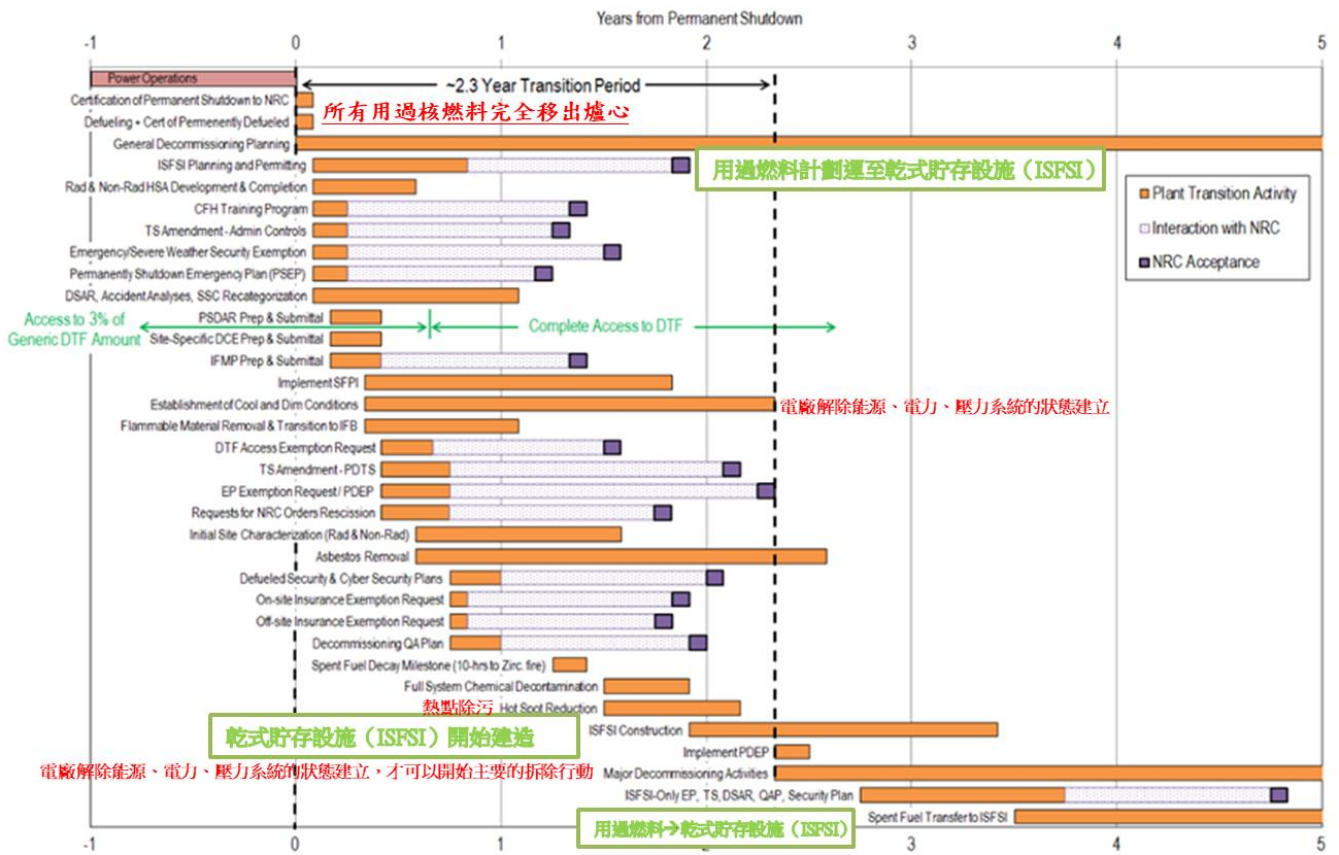 Years from Permanent Shutdown
-1 0 1 2 3 4 5
Power Operations
~2.3 Year Transition Period
Certification of Permanent Shutdown to NRC
所有用過核燃料完全移出爐心
Defueling + Cert of Permenently Defueled
General Decommissioning Planning
ISFSI Planning and Permitting
用過燃料計劃運至乾式貯存設施（ISFSI）
Rad & Non-Rad HSA Development & Completion
Plant Transition Activity
Interaction with NRC
NRC Acceptance
CFH Training Program
TS Amendment - Admin Controls
Emergency/Severe Weather Security Exemption
Permanently Shutdown Emergency Plan (PSEP)
DSAR, Accident Analyses, SSC Recategorization
Access to 3% of
Generic DTF Amount
PSDAR Prep & Submittal
Complete Access to DTF
Site-Specific DCE Prep & Submittal
IFMP Prep & Submittal
Implement SFPI
Establishment of Cool and Dim Conditions
電廠解除能源、電力、壓力系統的狀態建立
Flammable Material Removal & Transition to IFB
DTF Access Exemption Request
TS Amendment - PDTS
EP Exemption Request / PDEP
Requests for NRC Orders Rescission
Initial Site Characterization (Rad & Non-Rad)
Asbestos Removal
Defueled Security & Cyber Security Plans
On-site Insurance Exemption Request
Off-site Insurance Exemption Request
Decommissioning QA Plan
Spent Fuel Decay Milestone (10-hrs to Zirc. fire)
Full System Chemical Decontamination
熱點除污 Hot Spot Reduction
乾式貯存設施（ISFSI）開始建造
ISFSI Construction
Implement PDEP
電廠解除能源、電力、壓力系統的狀態建立，才可以開始主要的拆除行動
Major Decommissioning Activities
ISFSI-Only EP, TS, DSAR, QAP, Security Plan
用過燃料→乾式貯存設施（ISFSI）
Spent Fuel Transfer to ISFSI
-1 0 1 2 3 4 5